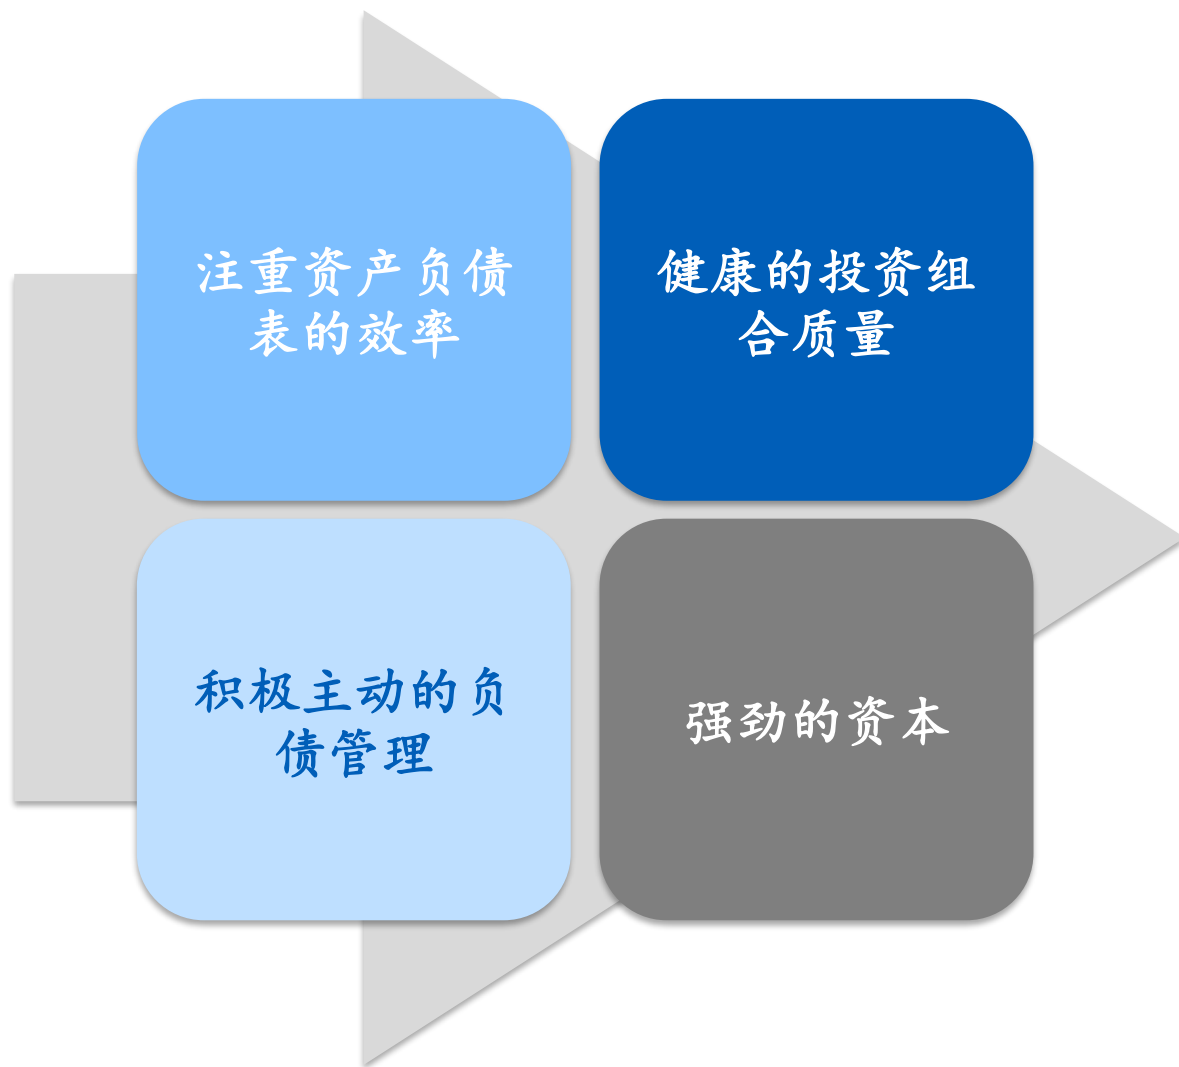 注重资产负债
表的效率
健康的投资组
合质量
积极主动的负
债管理
强劲的资本